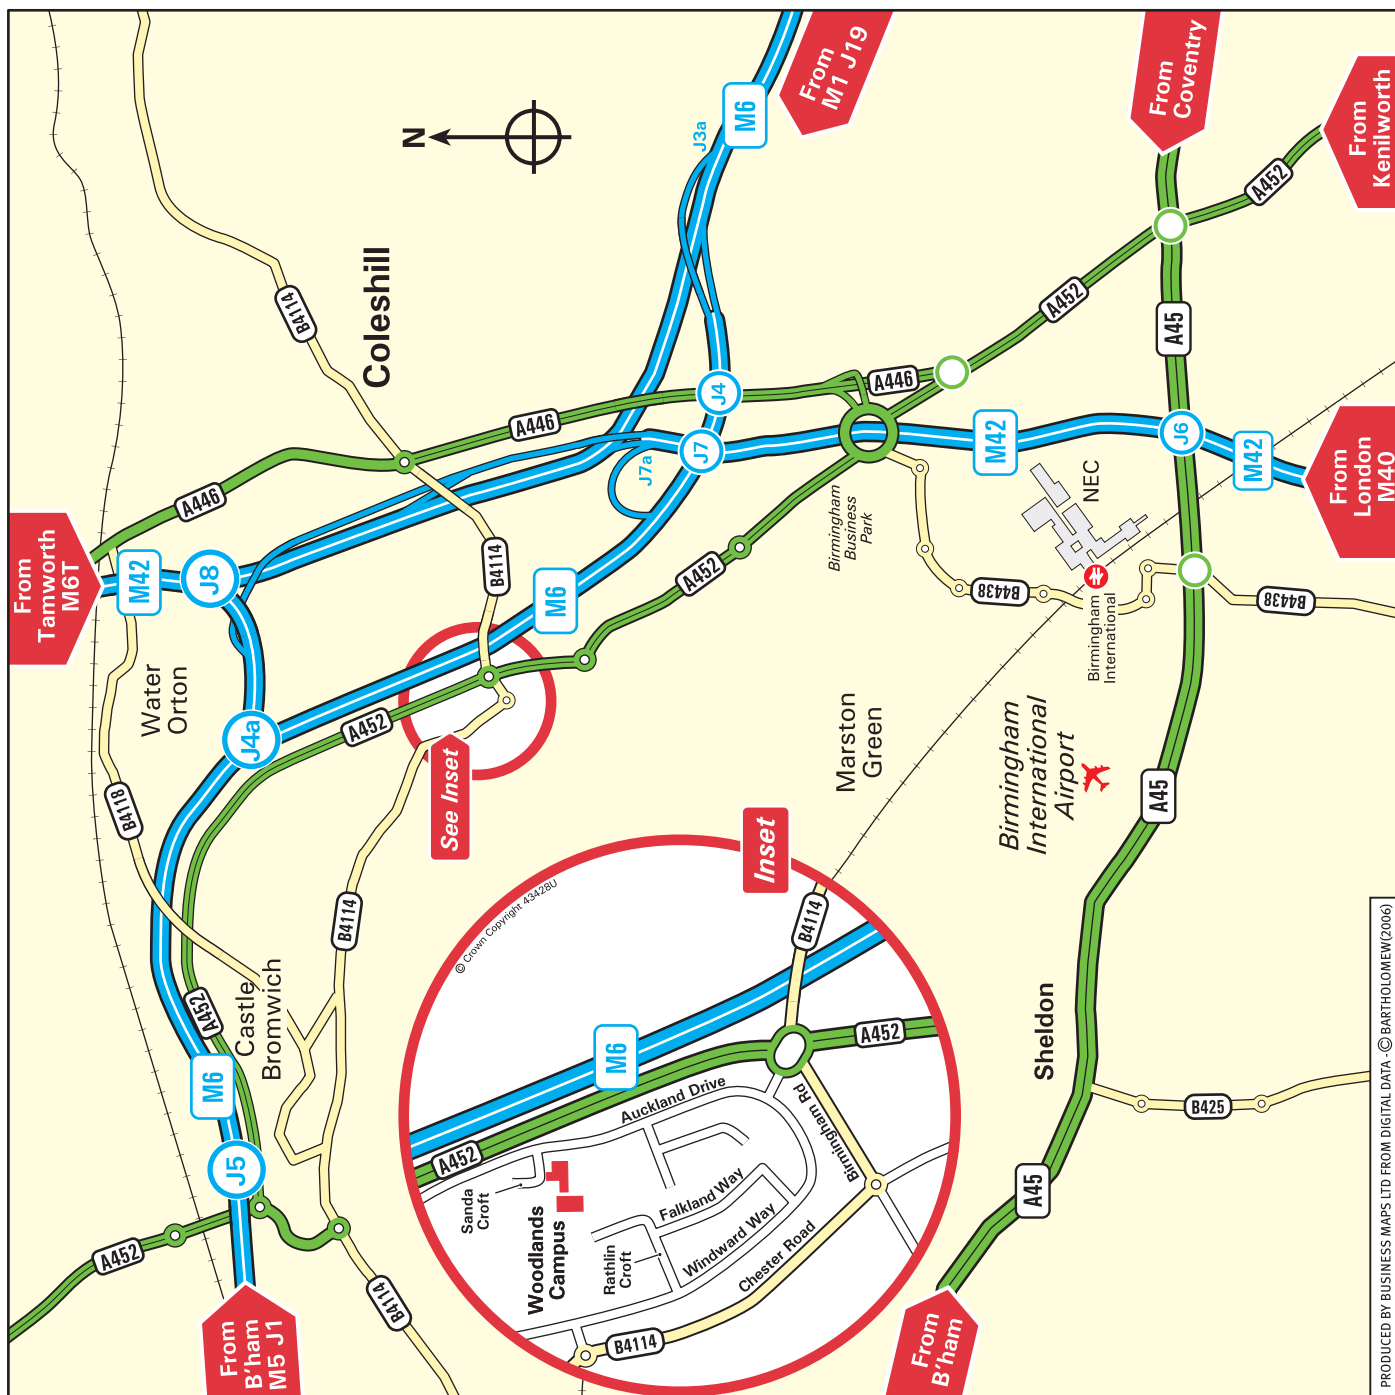 From
Tamworth
M6T
From
M1 J19
From
Coventry
From
Kenilworth
From
London
M40
From
B'ham
From
B'ham
M5 J1
N
M6
J3a
J4
J7
J7a
M42
J8
J4a
M6
M6
J5
M42
J6
M42
A446
A446
A446
A452
A452
A452
A452
A452
A452
A45
A45
A45
B4114
B4114
B4114
B4114
B4118
B4438
B4438
B425
Coleshill
Water
Orton
Castle
Bromwich
Birmingham
Business
Park
NEC
Birmingham
International
Marston
Green
Birmingham
International
Airport
Sheldon
See Inset
Inset
© Crown Copyright 43428U
M6
A452
A452
B4114
B4114
Auckland Drive
Birmingham Rd
Sanda
Croft
Woodlands
Campus
Falkland Way
Rathlin
Croft
Windward Way
Chester Road
PRODUCED BY BUSINESS MAPS LTD FROM DIGITAL DATA - © BARTHOLOMEW(2006)